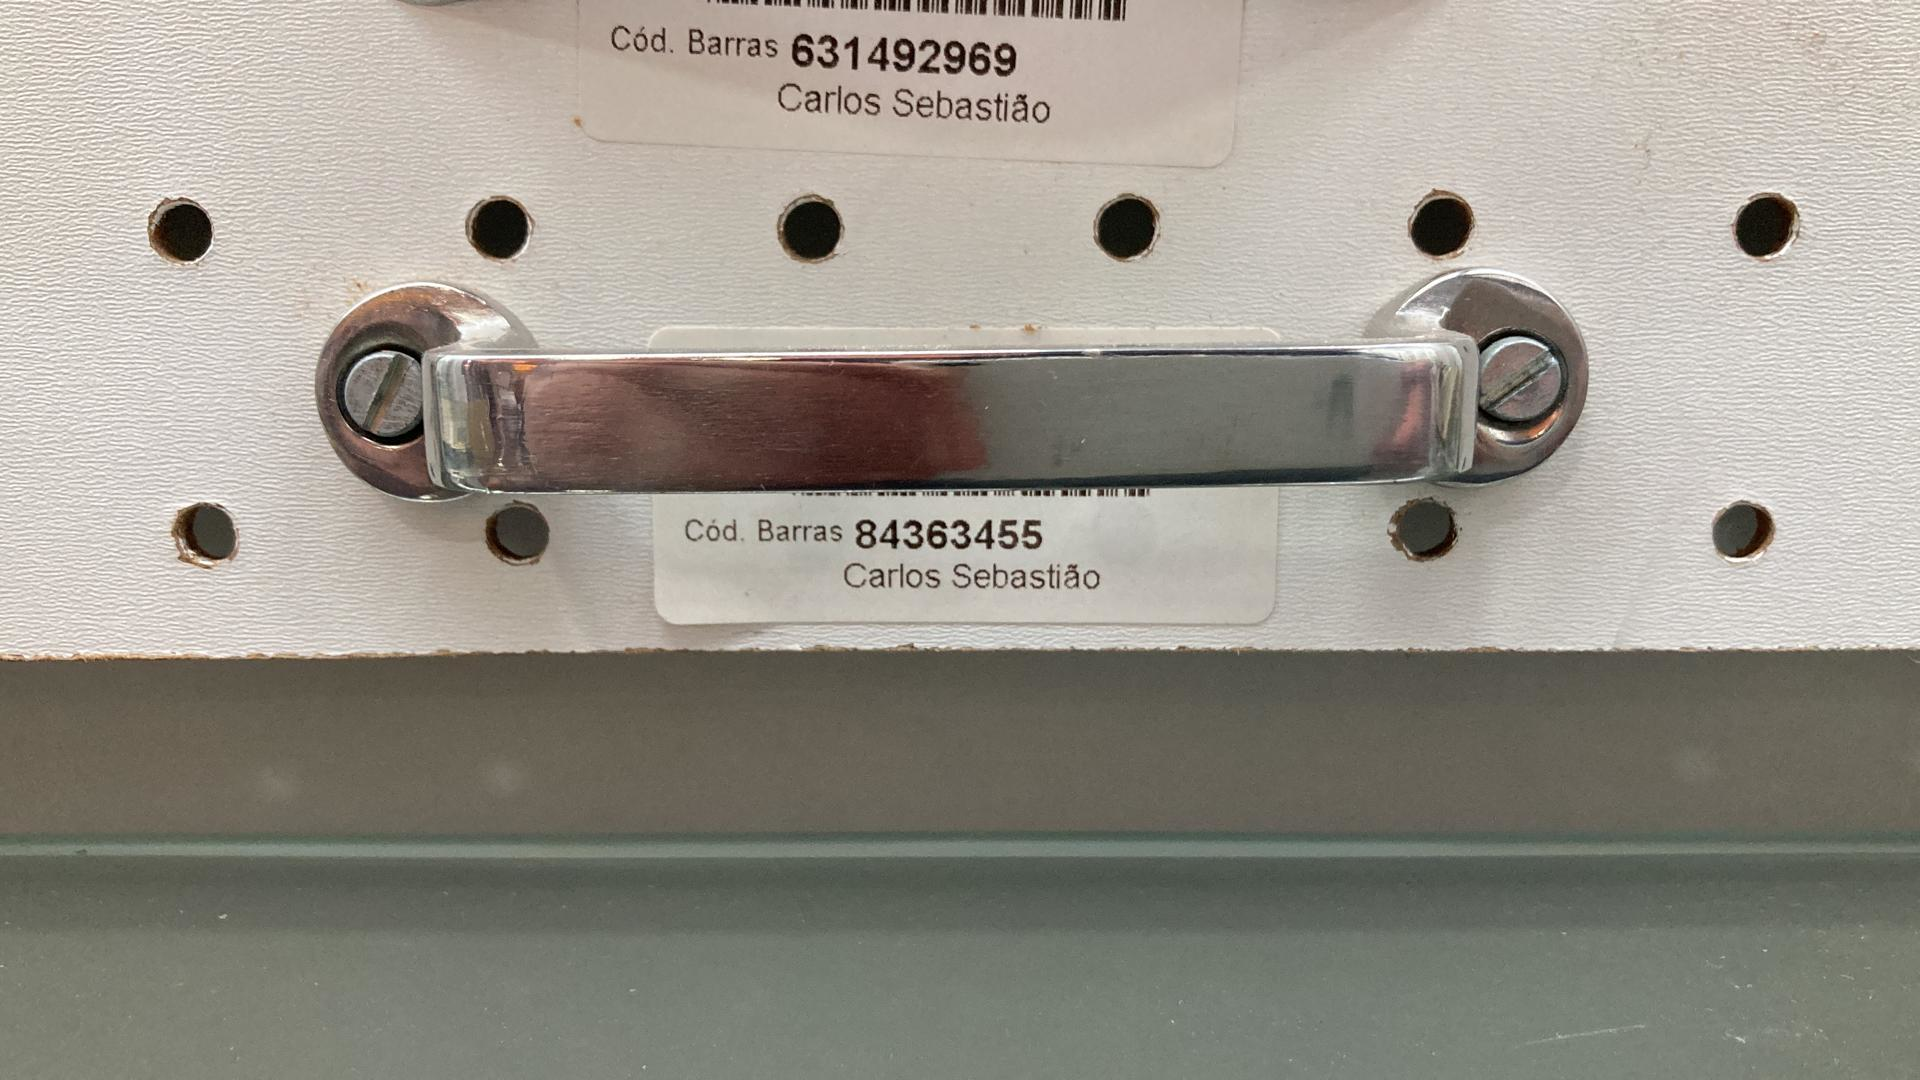 Cód. Barras 631492969
Carlos Sebastião
Cód. Barras 84363455
Carlos Sebastião